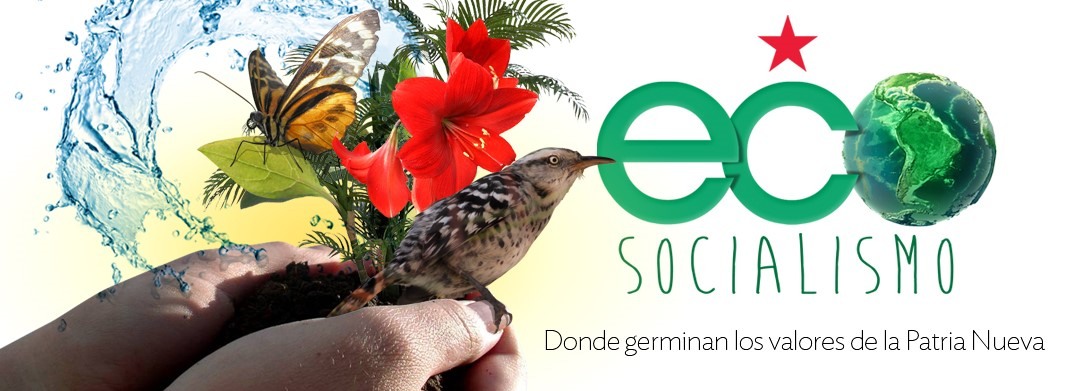 eco
SOCIALISMO
Donde germinan los valores de la Patria Nueva